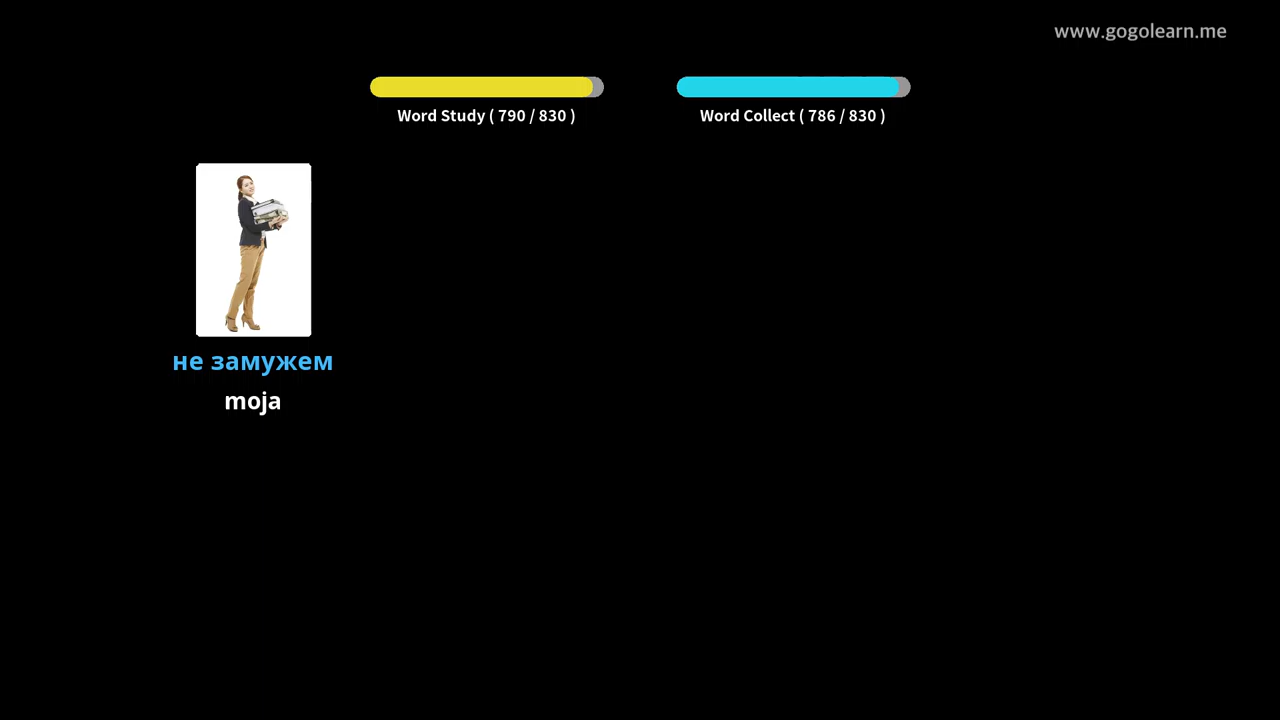 www.gogolearn.me
Word Study ( 790 / 830 )
Word Collect ( 786 / 830 )
не замужем
moja